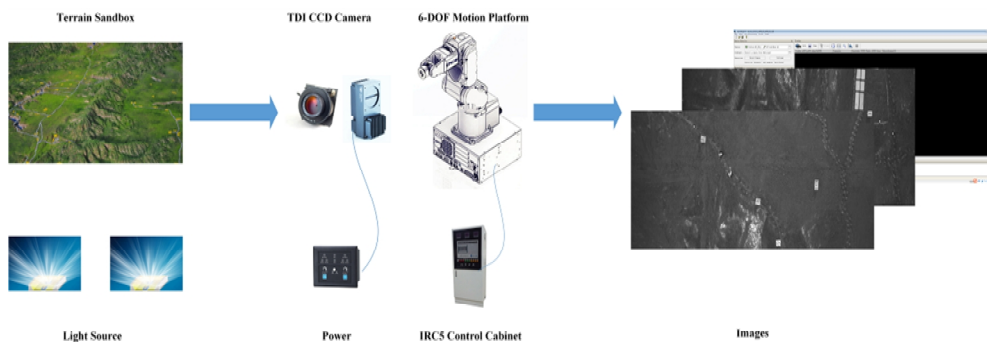 Terrain Sandbox
TDI CCD Camera
6-DOF Motion Platform
Light Source
Power
IRC5 Control Cabinet
Images